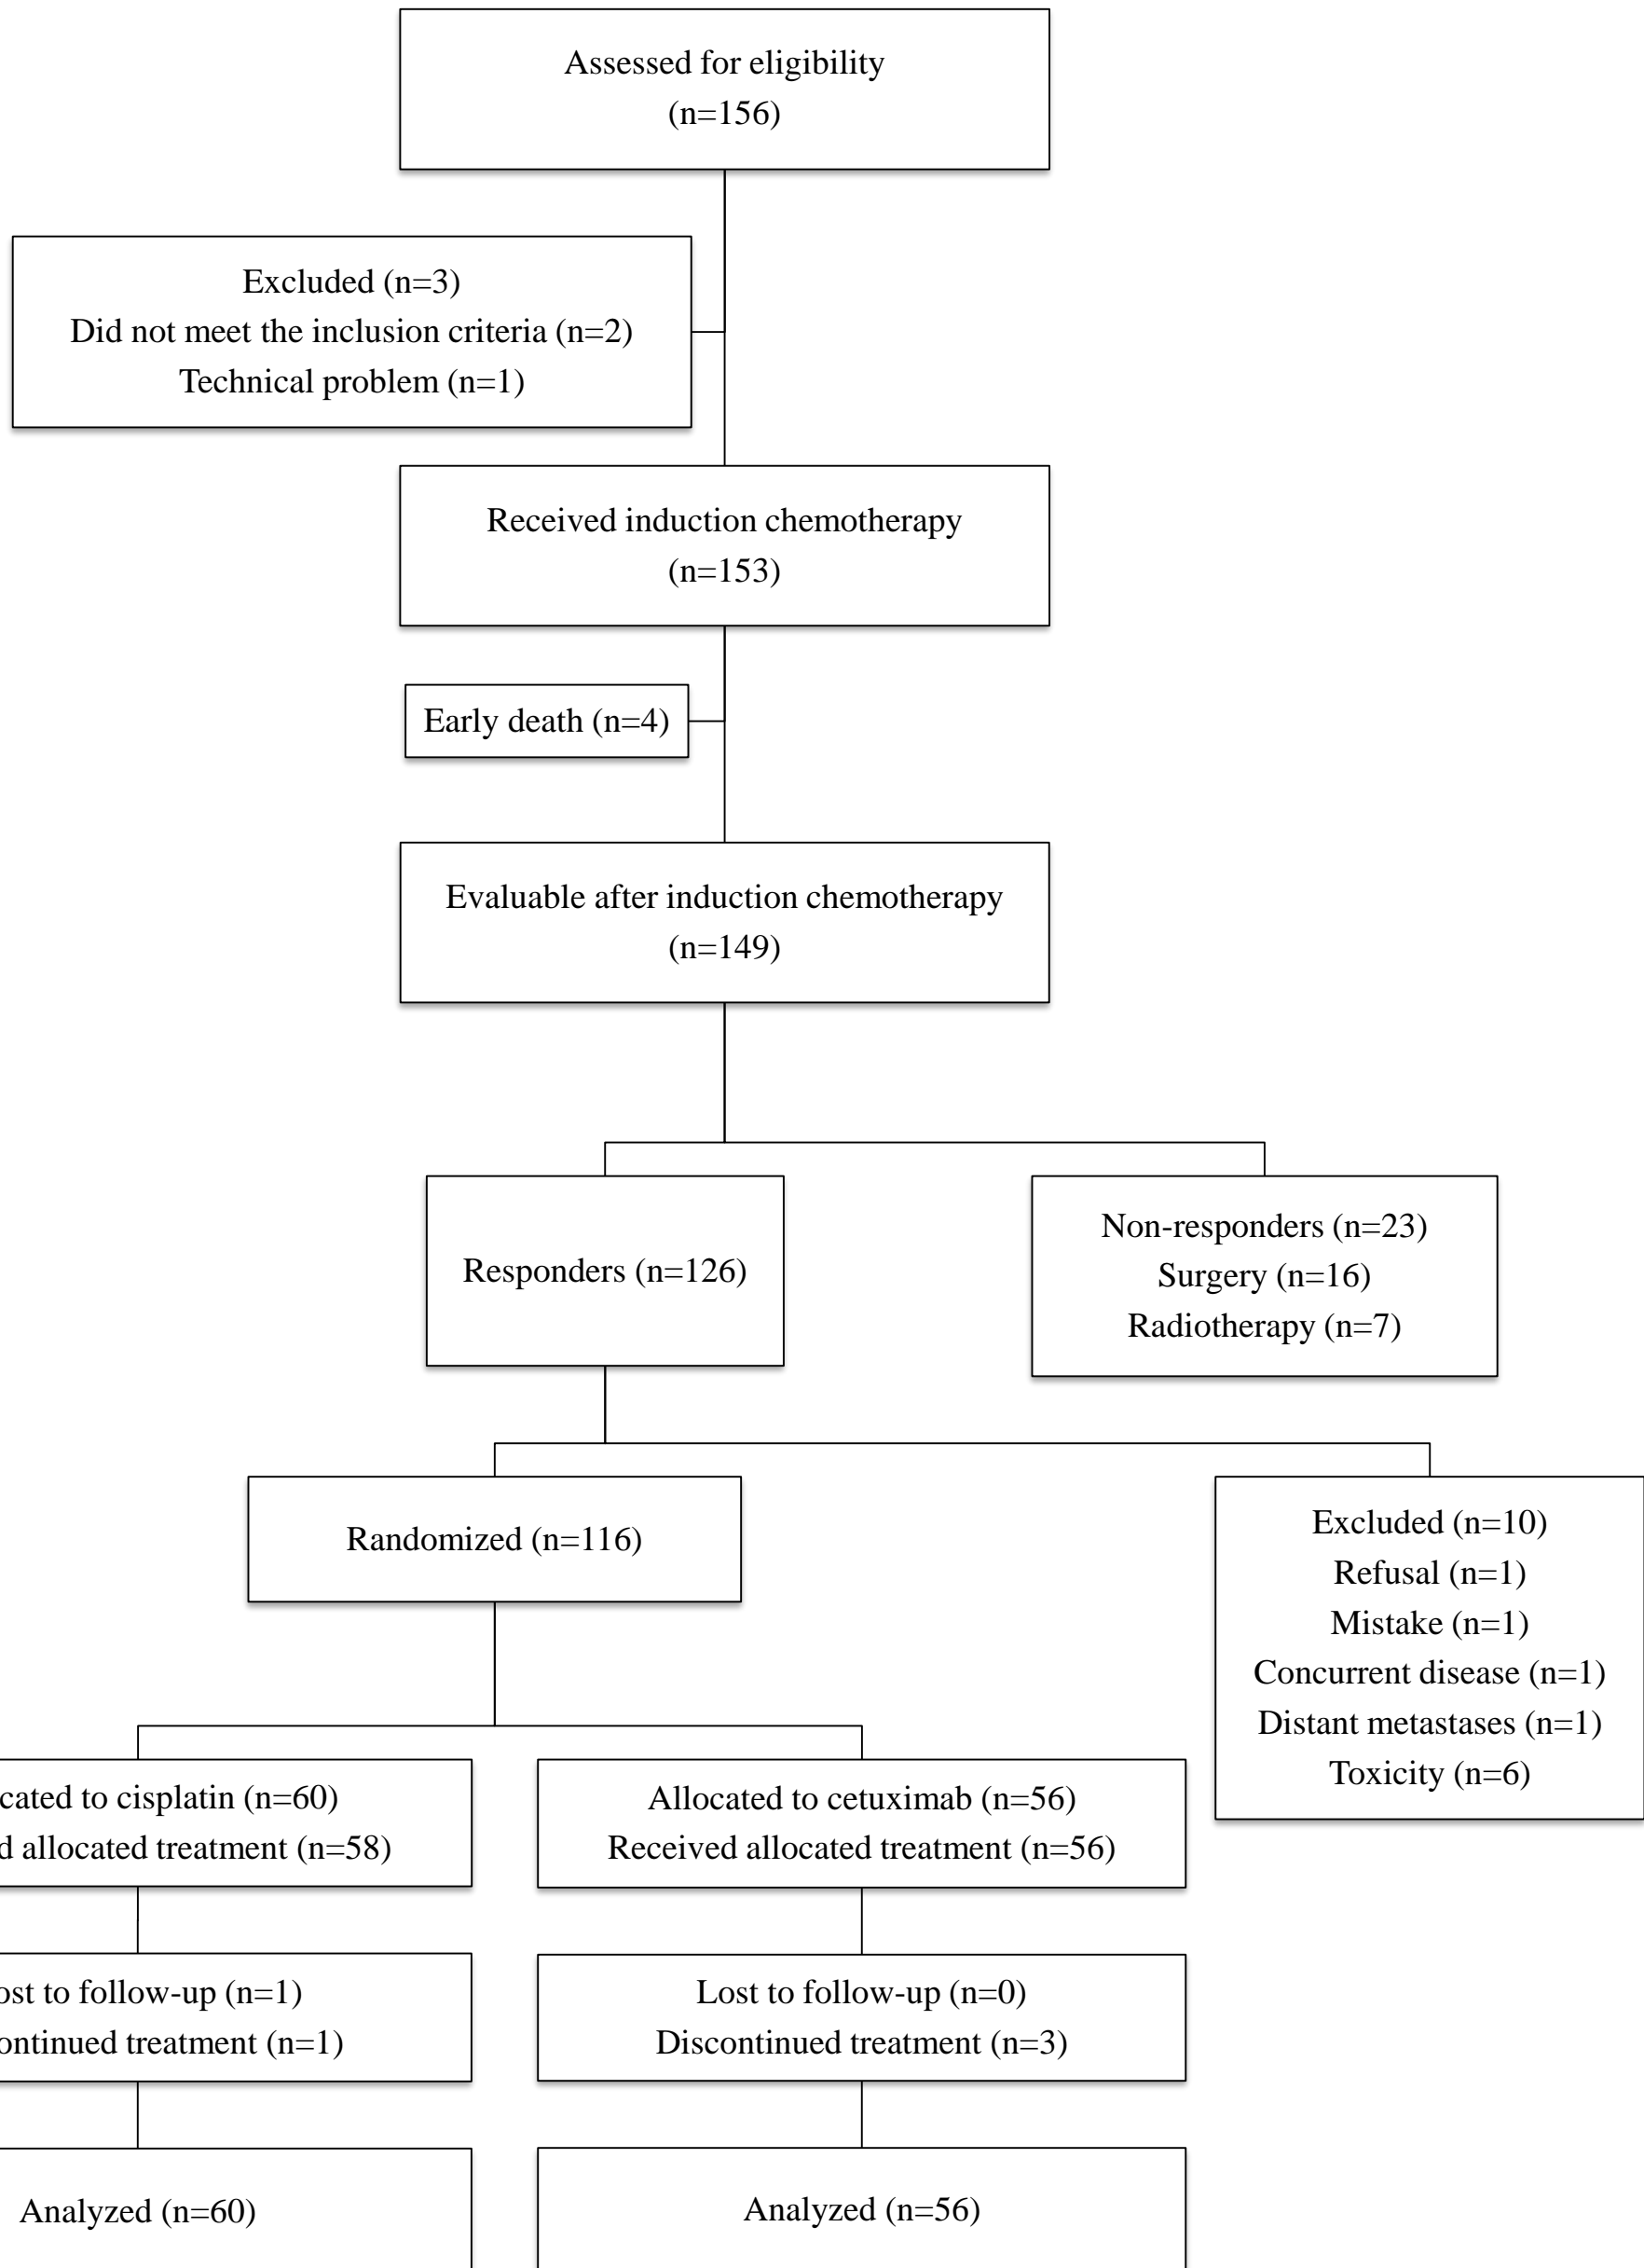 Assessed for eligibility
(n=156)
Excluded (n=3)
Did not meet the inclusion criteria (n=2)
Technical problem (n=1)
Received induction chemotherapy
(n=153)
Early death (n=4)
Evaluable after induction chemotherapy
(n=149)
Responders (n=126)
Non-responders (n=23)
Surgery (n=16)
Radiotherapy (n=7)
Randomized (n=116)
Excluded (n=10)
Refusal (n=1)
Mistake (n=1)
Concurrent disease (n=1)
Distant metastases (n=1)
Toxicity (n=6)
to cisplatin (n=60)
allocated treatment (n=58)
Allocated to cetuximab (n=56)
Received allocated treatment (n=56)
to follow-up (n=1)
treatment (n=1)
Lost to follow-up (n=0)
Discontinued treatment (n=3)
Analyzed (n=60)
Analyzed (n=56)